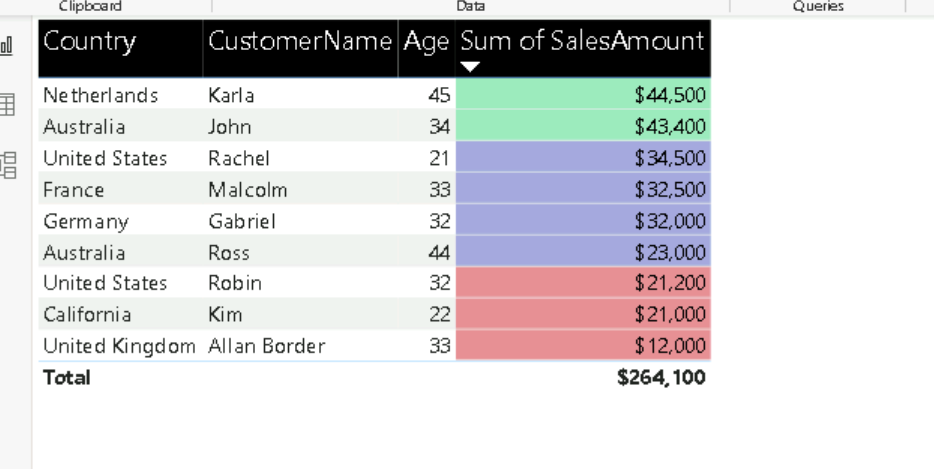 Clipboard Data Queries
Country CustomerName Age Sum of SalesAmount
Netherlands Karla 45 $44,500
Australia John 34 $43,400
United States Rachel 21 $34,500
France Malcolm 33 $32,500
Germany Gabriel 32 $32,000
Australia Ross 44 $23,000
United States Robin 32 $21,200
California Kim 22 $21,000
United Kingdom Allan Border 33 $12,000
Total $264,100